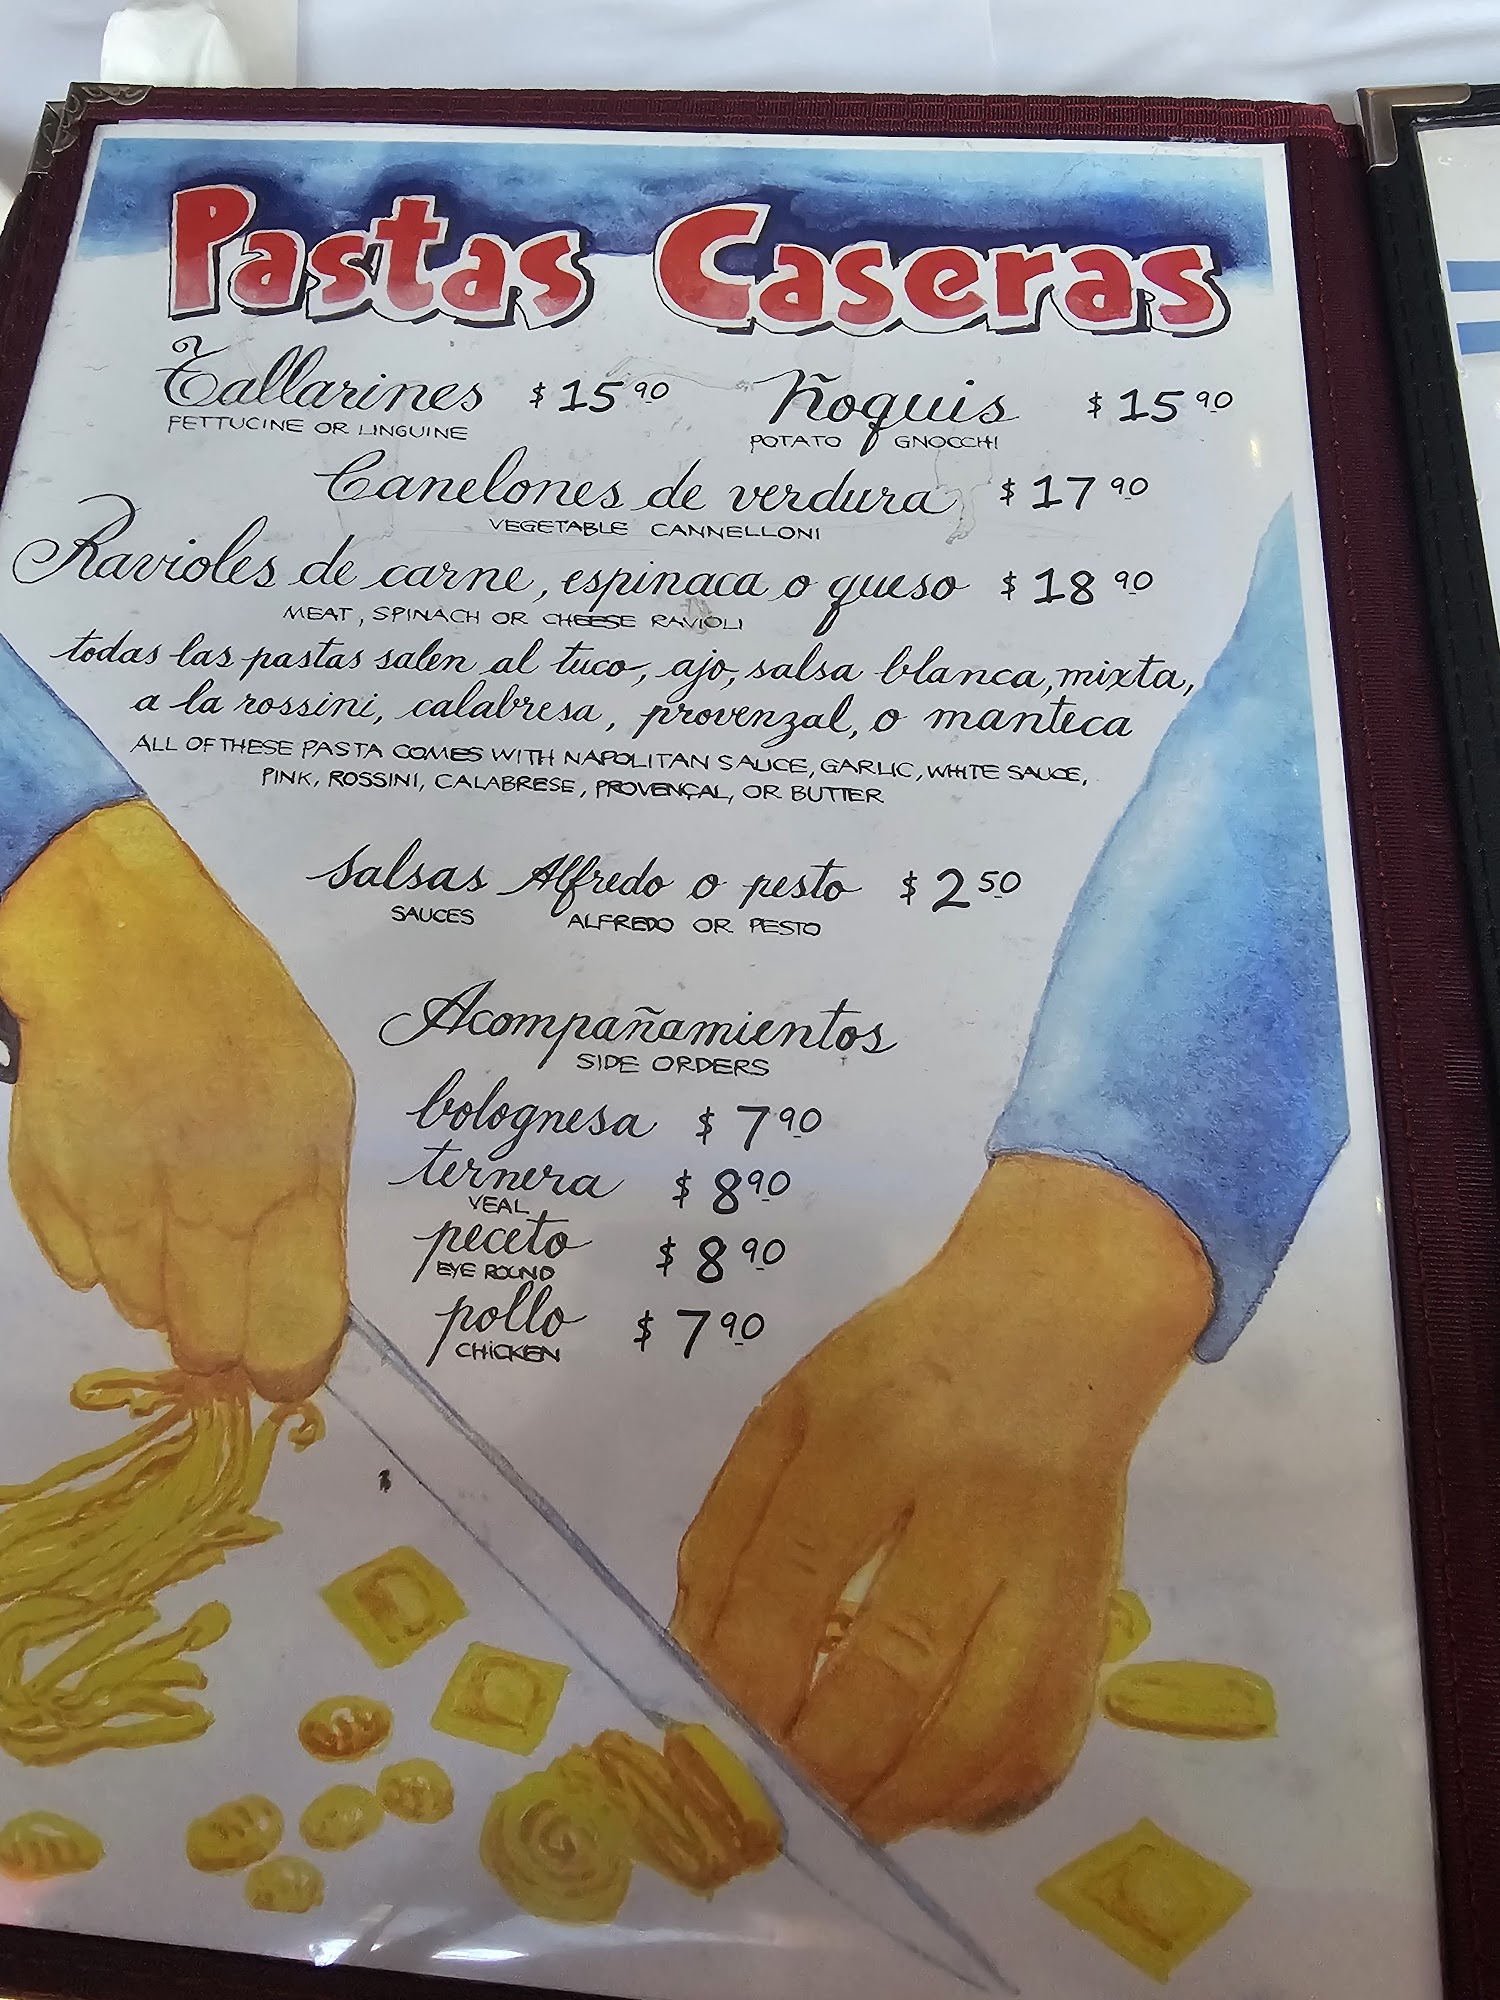 Pastas Caseras
Tallarines $15 90 Ñoquis $15 90
FETTUCINE OR LINGUINE POTATO GNOCCHI
Canelones de verdura $17 90
VEGETABLE CANNELLONI
Ravioles de carne, espinaca o queso $18 90
MEAT, SPINACH OR CHEESE RAVIOLI
todas las pastas salen al tuco, ajo, salsa blanca, mixta,
a la rossini, calabresa, provenzal, o manteca
ALL OF THESE PASTA COMES WITH NAPOLITAN SAUCE, GARLIC, WHITE SAUCE,
PINK, ROSSINI, CALABRESE, PROVENÇAL, OR BUTTER
Salsas Alfredo o pesto $2 50
SAUCES ALFREDO OR PESTO
Acompañamientos
SIDE ORDERS
bolognesa $7 90
ternera $8 90
VEAL
peceto $8 90
EYE ROUND
pollo $7 90
CHICKEN